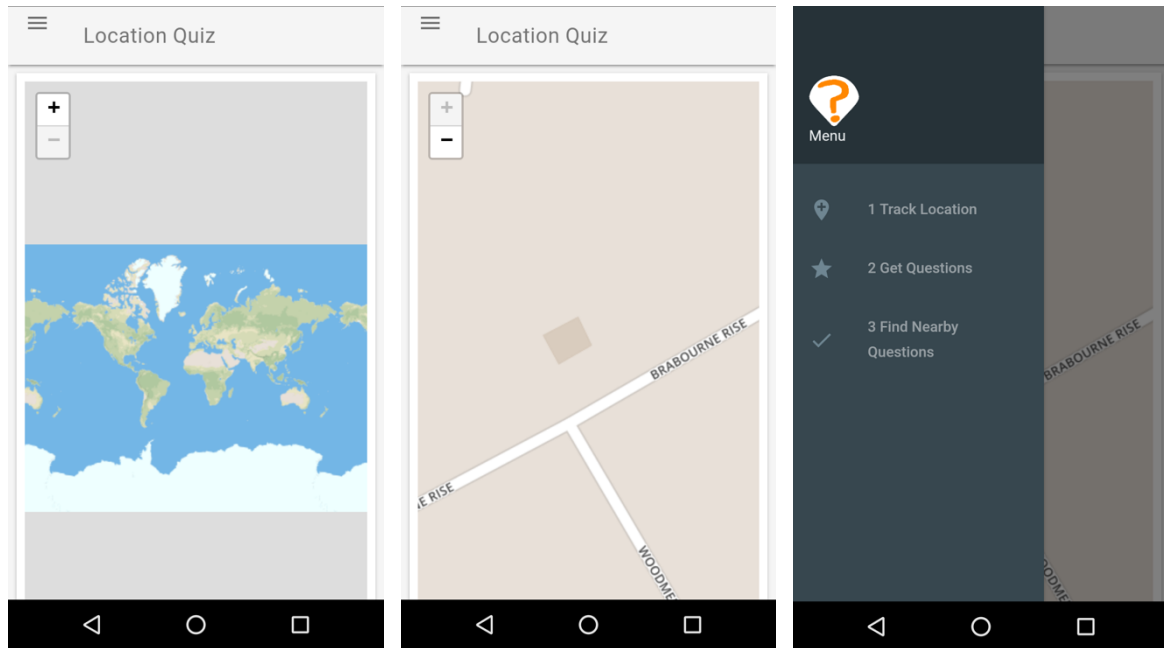 Location Quiz
+
−
Location Quiz
+
−
BRABOURNE RISE
E RISE
WOODME
Menu
1 Track Location
2 Get Questions
3 Find Nearby
Questions
BRABOURNE RISE
OODME